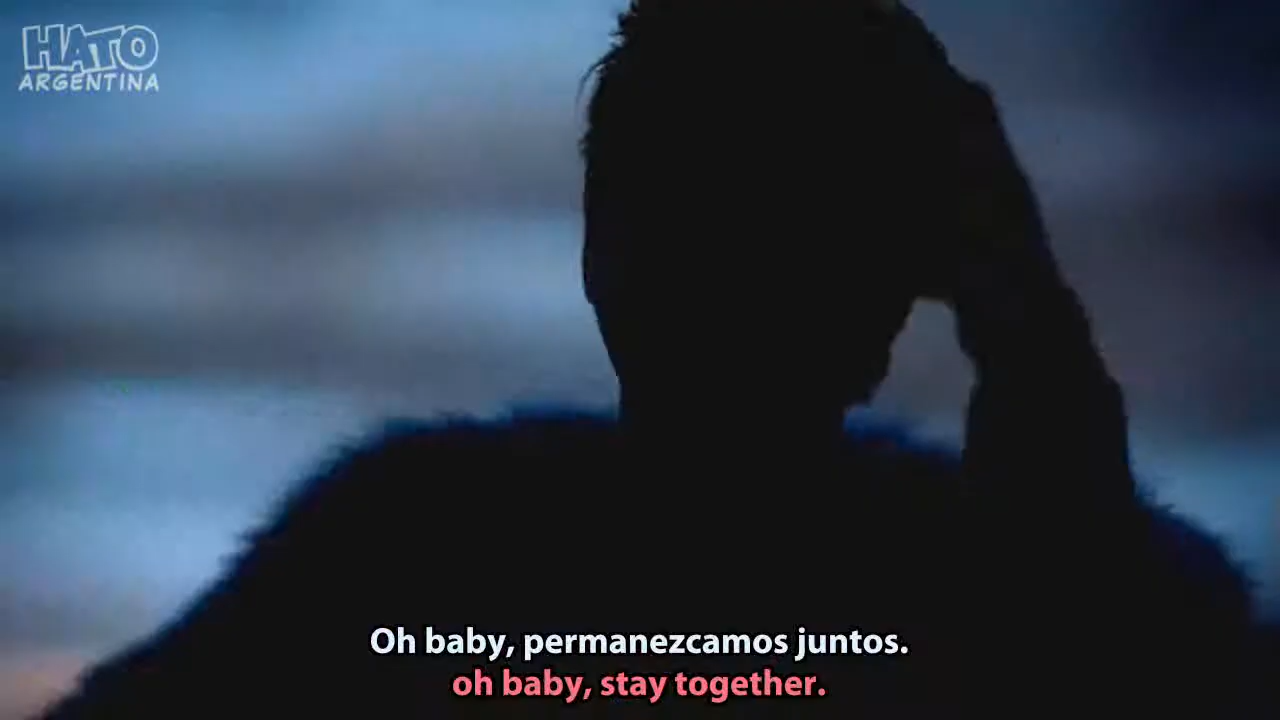 HATO
ARGENTINA
Oh baby, permanezcamos juntos.
oh baby, stay together.